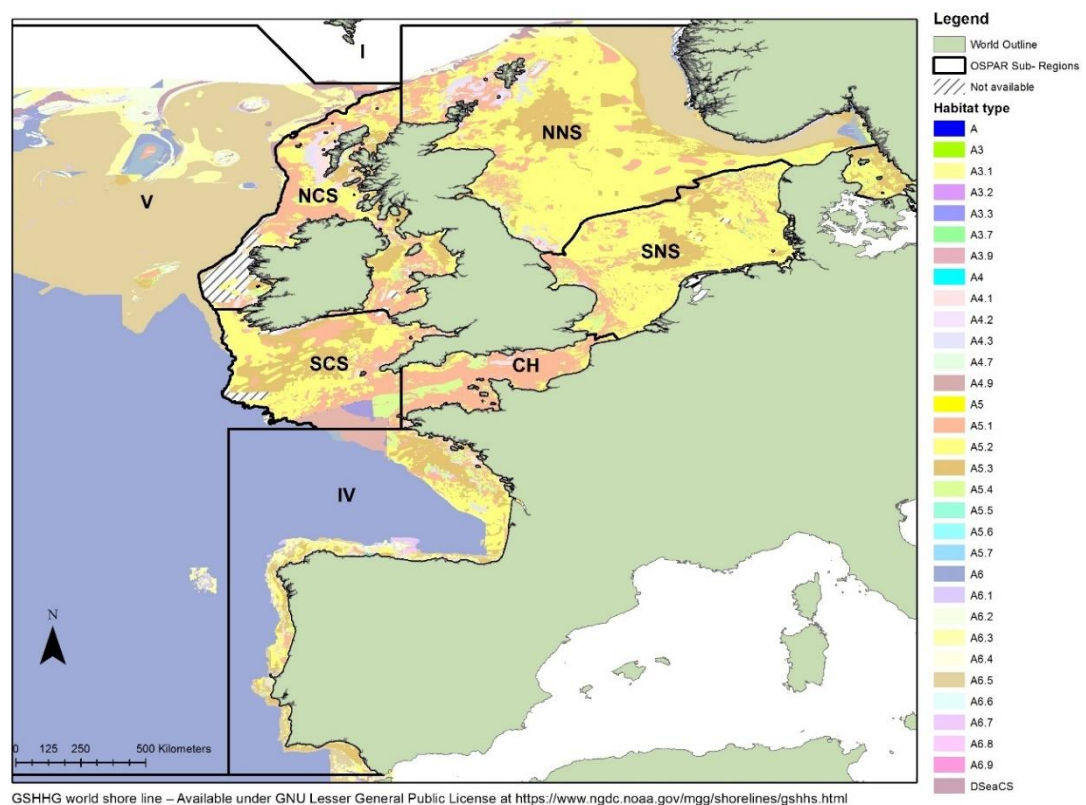 I
NNS
V
NCS
SNS
SCS
CH
IV
N
0 125 250 500 Kilometers
Legend
World Outline
OSPAR Sub- Regions
Not available
Habitat type
A
A3
A3.1
A3.2
A3.3
A3.7
A3.9
A4
A4.1
A4.2
A4.3
A4.7
A4.9
A5
A5.1
A5.2
A5.3
A5.4
A5.5
A5.6
A5.7
A6
A6.1
A6.2
A6.3
A6.4
A6.5
A6.6
A6.7
A6.8
A6.9
DSeaCS
GSHHG world shore line – Available under GNU Lesser General Public License at https://www.ngdc.noaa.gov/mgg/shorelines/gshhs.html